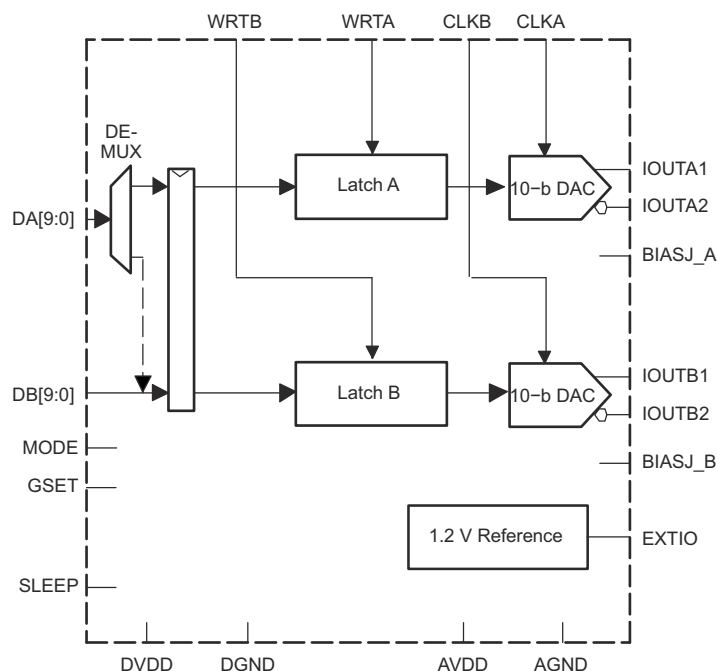 WRTB WRTA CLKB CLKA
DE-
MUX
IOUTA1
Latch A
10−b DAC
IOUTA2
DA[9:0]
BIASJ_A
IOUTB1
DB[9:0]
Latch B
10−b DAC
IOUTB2
MODE
BIASJ_B
GSET
1.2 V Reference
EXTIO
SLEEP
DVDD DGND AVDD AGND